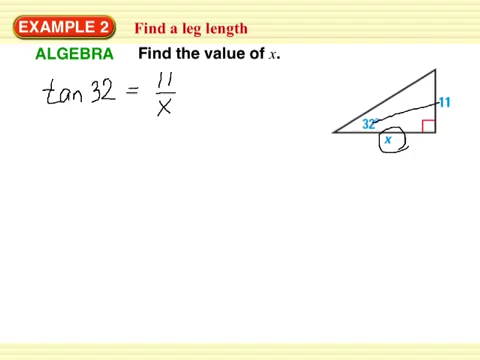 EXAMPLE 2 Find a leg length
ALGEBRA Find the value of x.
tan 32 = 11/x
11
32°
x